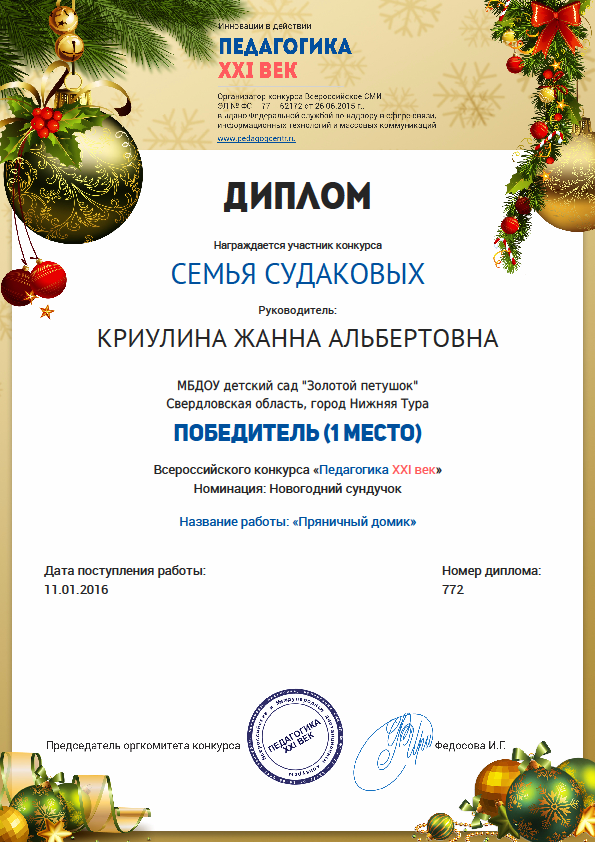 Инновации в действии
ПЕДАГОГИКА
XXI ВЕК
Организатор конкурса Всероссийское СМИ
ЭЛ № ФС 77 - 62172 от 26.06.2015 г.,
выдано Федеральной службой по надзору в сфере связи,
информационных технологий и массовых коммуникаций
www.pedagogcentr.ru
ДИПЛОМ
Награждается участник конкурса
СЕМЬЯ СУДАКОВЫХ
Руководитель:
КРИУЛИНА ЖАННА АЛЬБЕРТОВНА
МБДОУ детский сад "Золотой петушок"
Свердловская область, город Нижняя Тура
ПОБЕДИТЕЛЬ (1 МЕСТО)
Всероссийского конкурса «Педагогика XXI век»
Номинация: Новогодний сундучок
Название работы: «Пряничный домик»
Дата поступления работы:
11.01.2016
Номер диплома:
772
Председатель оргкомитета конкурса
ПЕДАГОГИКА
XXI ВЕК
Федосова И.Г.